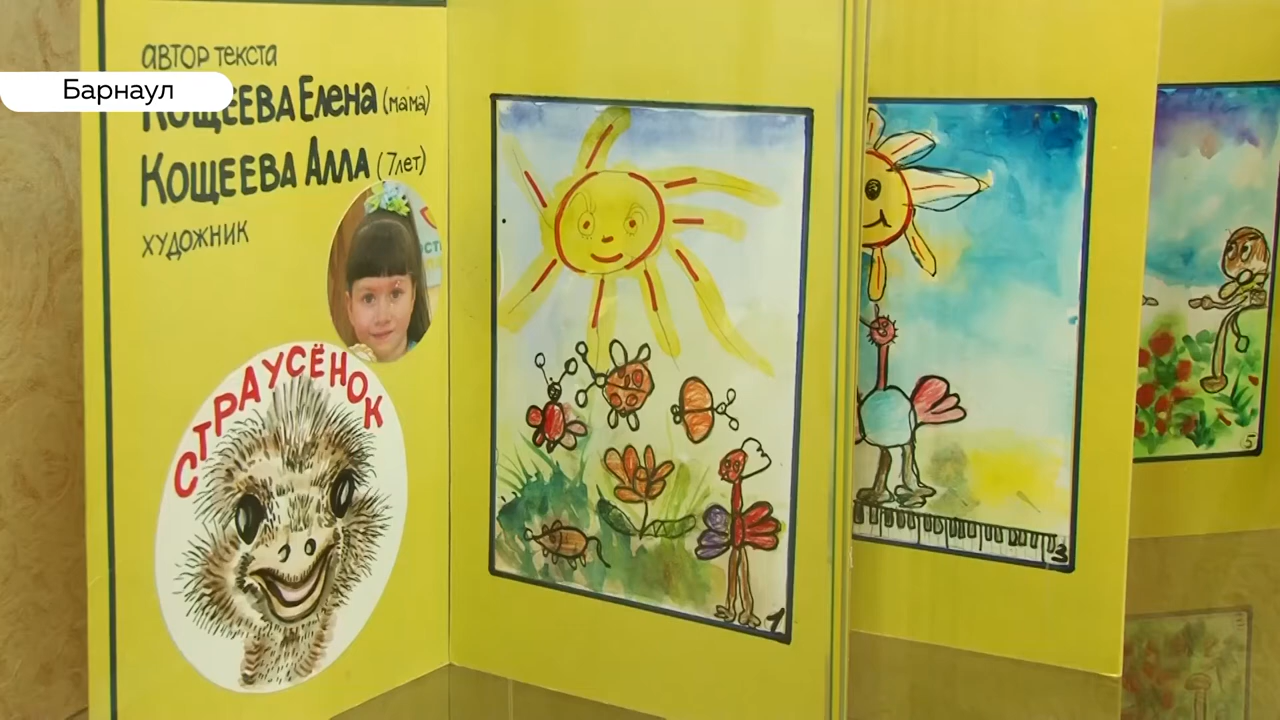 автор текста
Барнаул
КОЩЕЕВА Елена (мама)
КОЩЕЕВА Алла (7лет)
художник
СТРАУСЁНОК
1
3
5